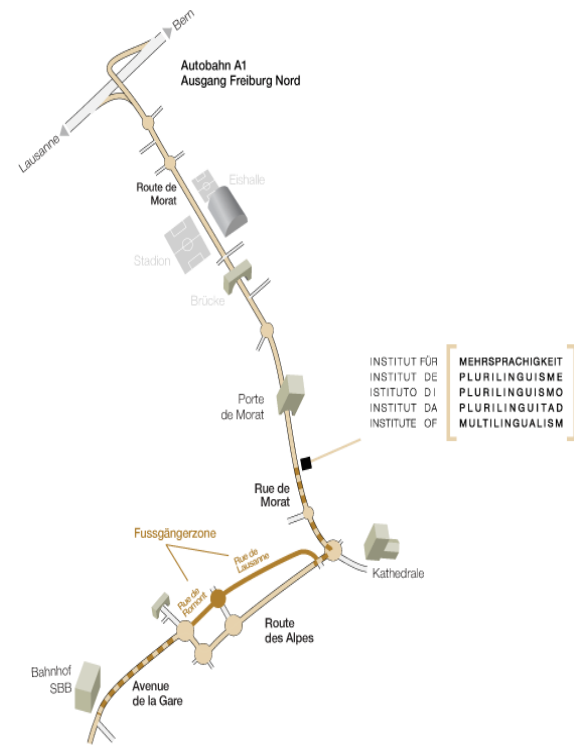 Bern
Autobahn A1
Ausgang Freiburg Nord
Lausanne
Route de
Morat
Eishalle
Stadion
Brücke
INSTITUT FÜR MEHRSPRACHIGKEIT
INSTITUT DE PLURILINGUISME
ISTITUTO DI PLURILINGUISMO
INSTITUT DA PLURILINGUITAD
INSTITUTE OF MULTILINGUALISM
Porte
de Morat
Rue de
Morat
Fussgängerzone
Rue de
Lausanne
Kathedrale
Rue de
Romont
Route
des Alpes
Bahnhof
SBB
Avenue
de la Gare